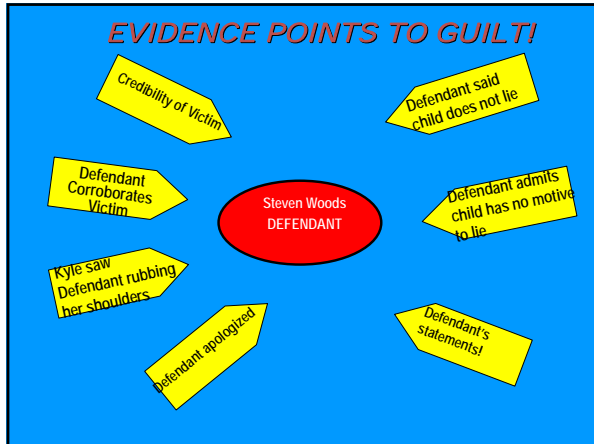 EVIDENCE POINTS TO GUILT!
Credibility of Victim
Defendant
Corroborates
Victim
Kyle saw
Defendant rubbing
her shoulders
Defendant apologized
Steven Woods
DEFENDANT
Defendant said
child does not lie
Defendant admits
child has no motive
to lie
Defendant's
statements!